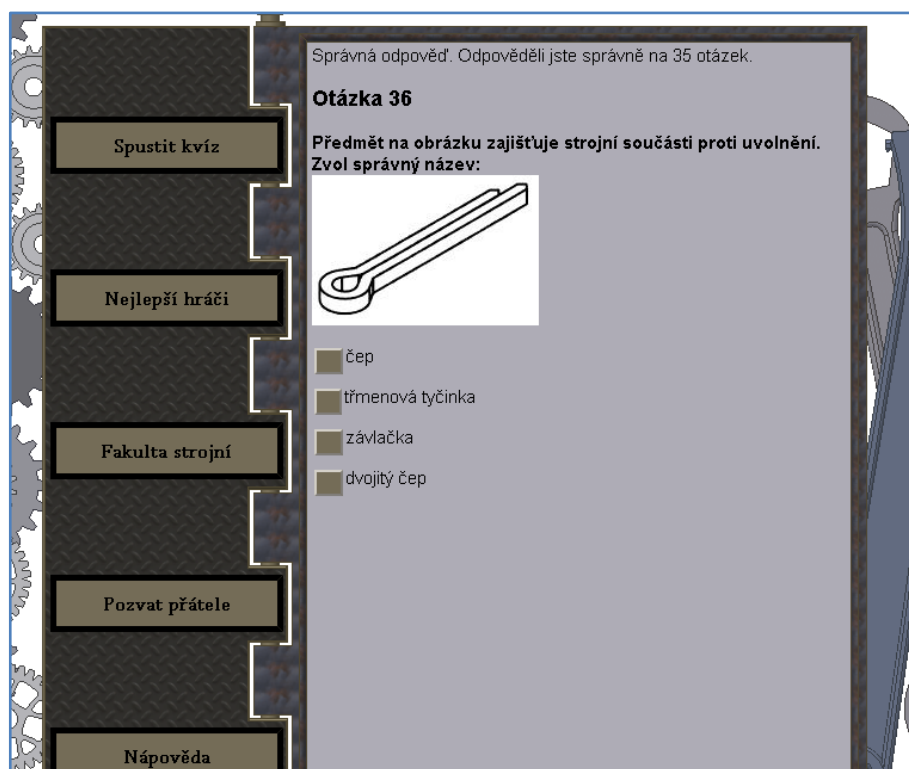 Spustit kvíz
Nejlepší hráči
Fakulta strojní
Pozvat přátele
Nápověda
Správná odpověď. Odpověděli jste správně na 35 otázek.
Otázka 36
Předmět na obrázku zajišťuje strojní součásti proti uvolnění.
Zvol správný název:
čep
třmenová tyčinka
závlačka
dvojitý čep